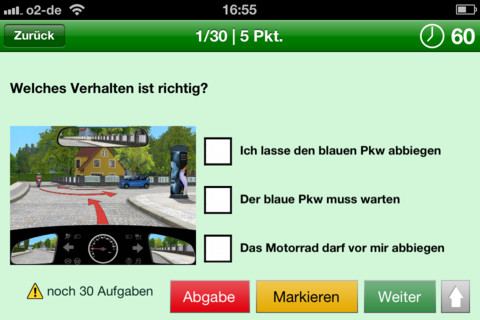 o2-de 16:55
Zurück 1/30 | 5 Pkt. 60
Welches Verhalten ist richtig?
Ich lasse den blauen Pkw abbiegen
Der blaue Pkw muss warten
Das Motorrad darf vor mir abbiegen
noch 30 Aufgaben Abgabe Markieren Weiter